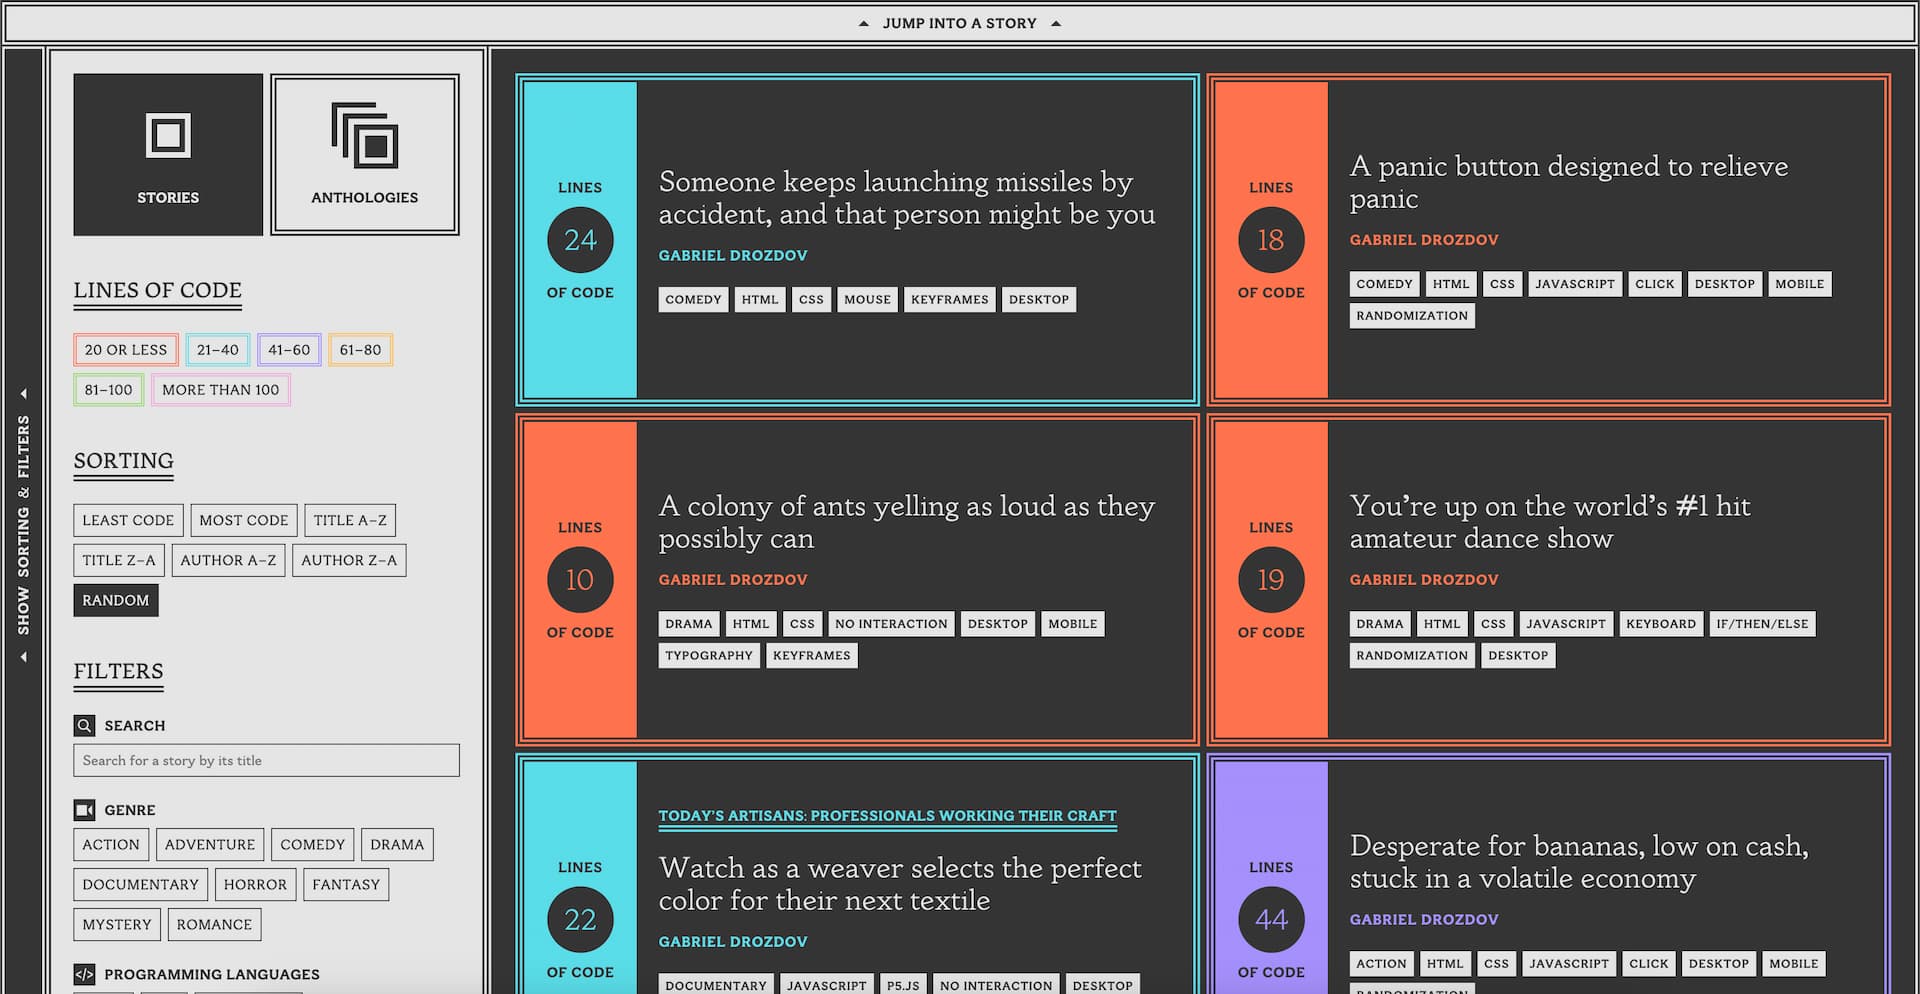 JUMP INTO A STORY
SHOW SORTING & FILTERS
STORIES
ANTHOLOGIES
LINES OF CODE
20 OR LESS
21–40
41–60
61–80
81–100
MORE THAN 100
SORTING
LEAST CODE
MOST CODE
TITLE A–Z
TITLE Z–A
AUTHOR A–Z
AUTHOR Z–A
RANDOM
FILTERS
SEARCH
Search for a story by its title
GENRE
ACTION
ADVENTURE
COMEDY
DRAMA
DOCUMENTARY
HORROR
FANTASY
MYSTERY
ROMANCE
</> PROGRAMMING LANGUAGES
LINES
24
OF CODE
Someone keeps launching missiles by
accident, and that person might be you
GABRIEL DROZDOV
COMEDY HTML CSS MOUSE KEYFRAMES DESKTOP
LINES
18
OF CODE
A panic button designed to relieve
panic
GABRIEL DROZDOV
COMEDY HTML CSS JAVASCRIPT CLICK DESKTOP MOBILE
RANDOMIZATION
LINES
10
OF CODE
A colony of ants yelling as loud as they
possibly can
GABRIEL DROZDOV
DRAMA HTML CSS NO INTERACTION DESKTOP MOBILE
TYPOGRAPHY KEYFRAMES
LINES
19
OF CODE
You’re up on the world’s #1 hit
amateur dance show
GABRIEL DROZDOV
DRAMA HTML CSS JAVASCRIPT KEYBOARD IF/THEN/ELSE
RANDOMIZATION DESKTOP
LINES
22
OF CODE
TODAY’S ARTISANS: PROFESSIONALS WORKING THEIR CRAFT
Watch as a weaver selects the perfect
color for their next textile
GABRIEL DROZDOV
DOCUMENTARY JAVASCRIPT P5.JS NO INTERACTION DESKTOP
LINES
44
OF CODE
Desperate for bananas, low on cash,
stuck in a volatile economy
GABRIEL DROZDOV
ACTION HTML CSS JAVASCRIPT CLICK DESKTOP MOBILE
RANDOMIZATION